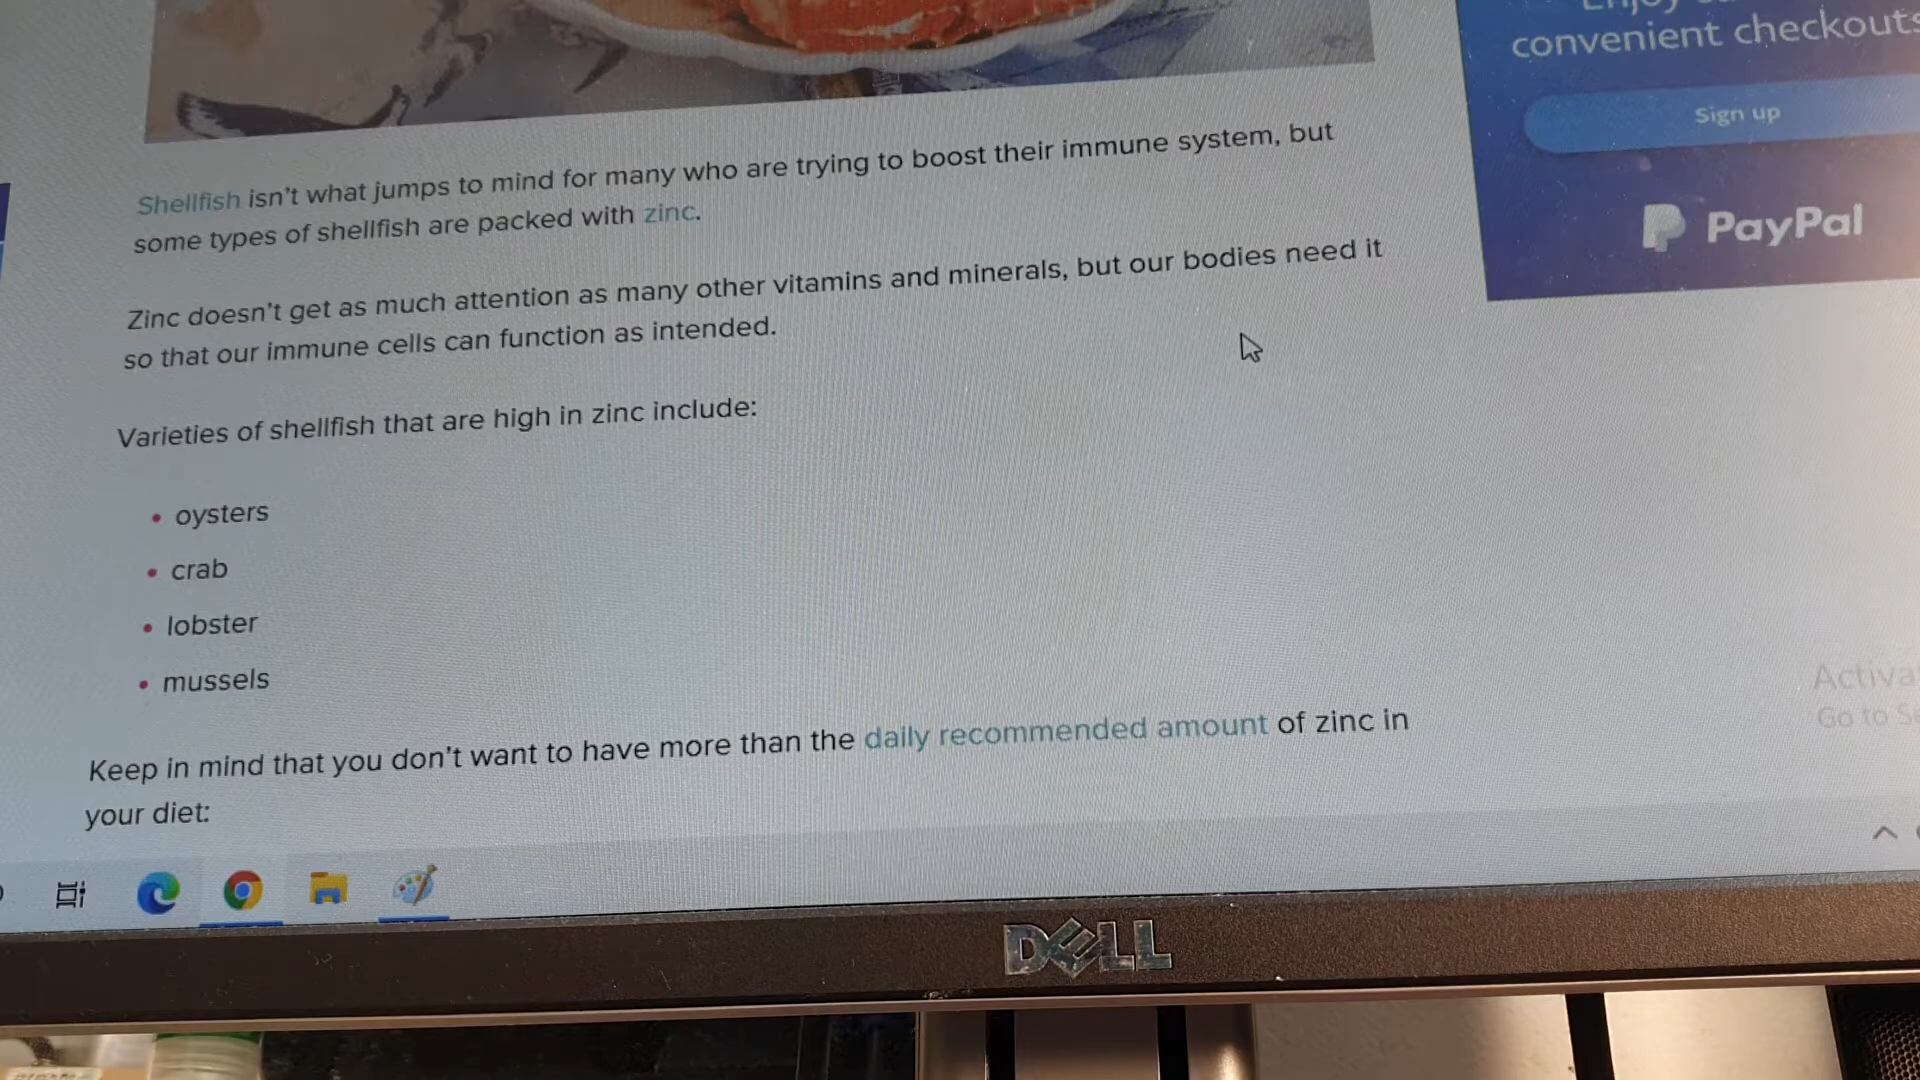 convenient checkouts
Sign up
PayPal
Shellfish isn't what jumps to mind for many who are trying to boost their immune system, but
some types of shellfish are packed with zinc.
Zinc doesn't get as much attention as many other vitamins and minerals, but our bodies need it
so that our immune cells can function as intended.
Varieties of shellfish that are high in zinc include:
• oysters
• crab
• lobster
• mussels
Keep in mind that you don't want to have more than the daily recommended amount of zinc in
your diet:
Activa
Go to Se
DELL